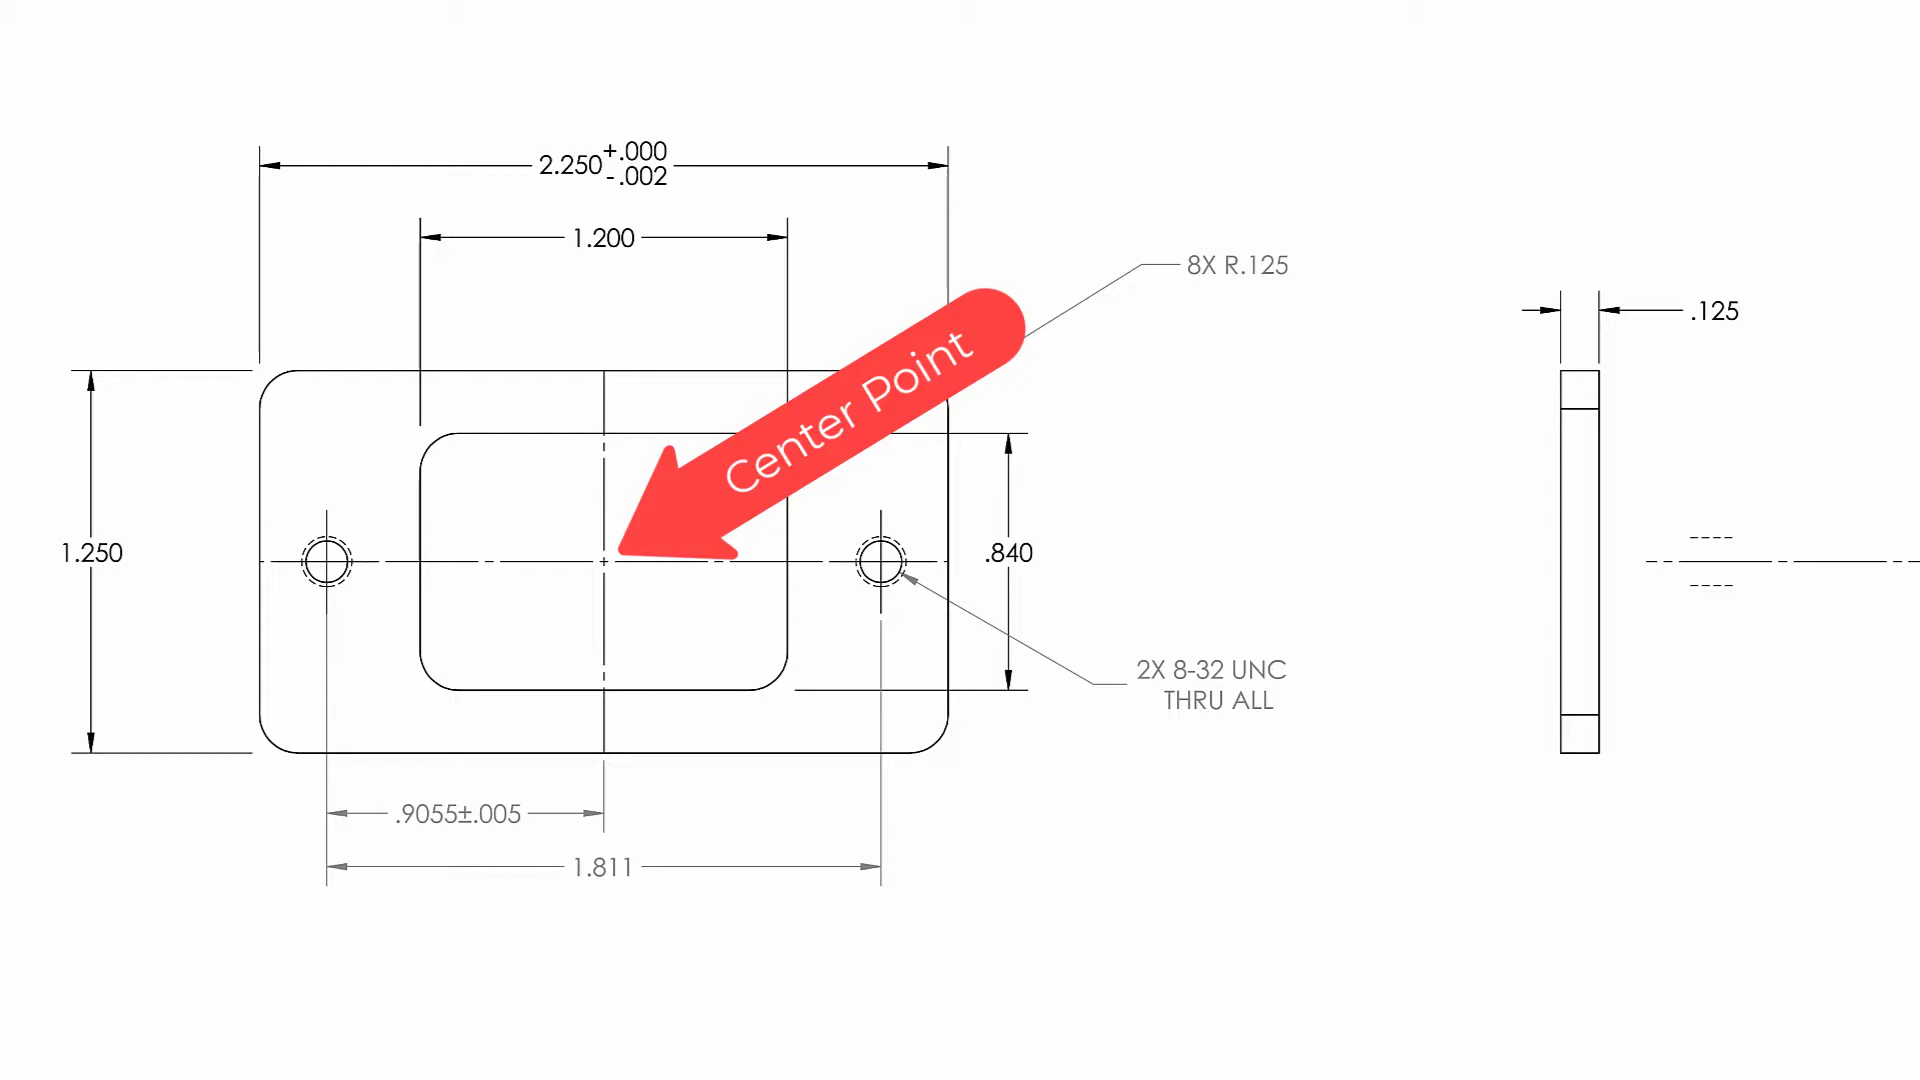 2.250 +.000
-.002
1.200
8X R.125
.125
Center Point
1.250
.840
2X 8-32 UNC
THRU ALL
.9055±.005
1.811